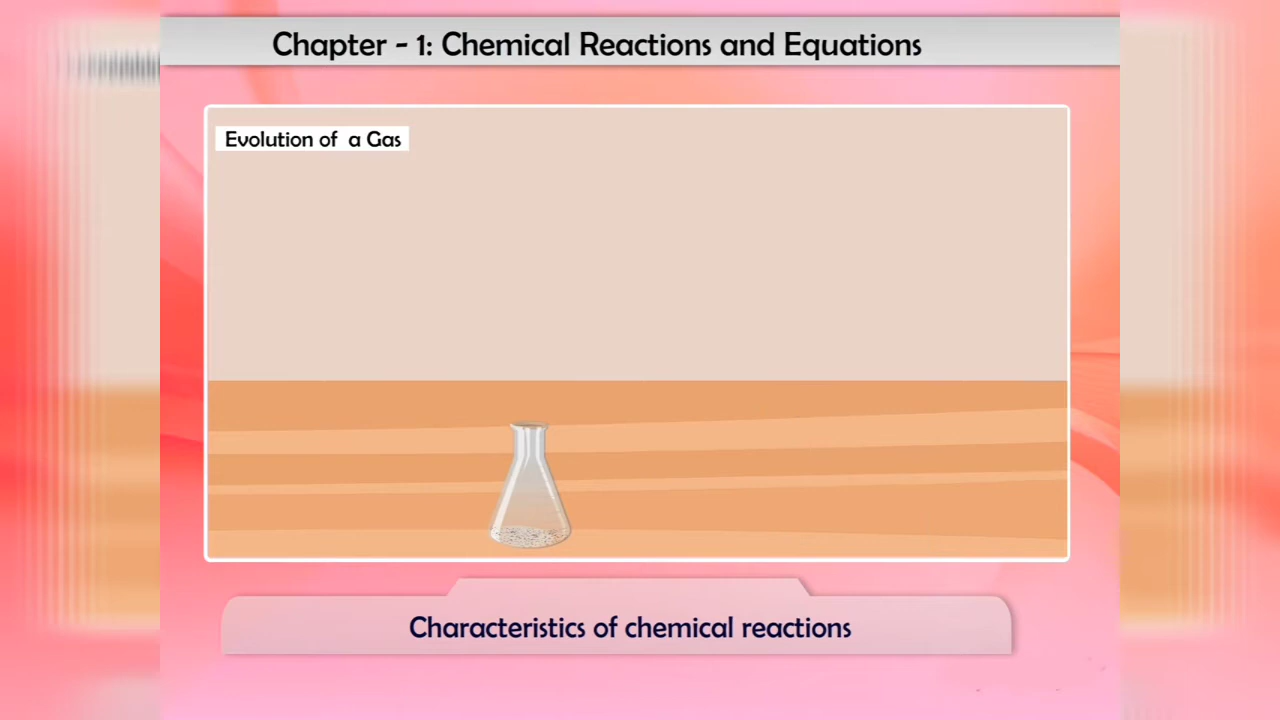 Chapter - 1: Chemical Reactions and Equations
Evolution of a Gas
Characteristics of chemical reactions